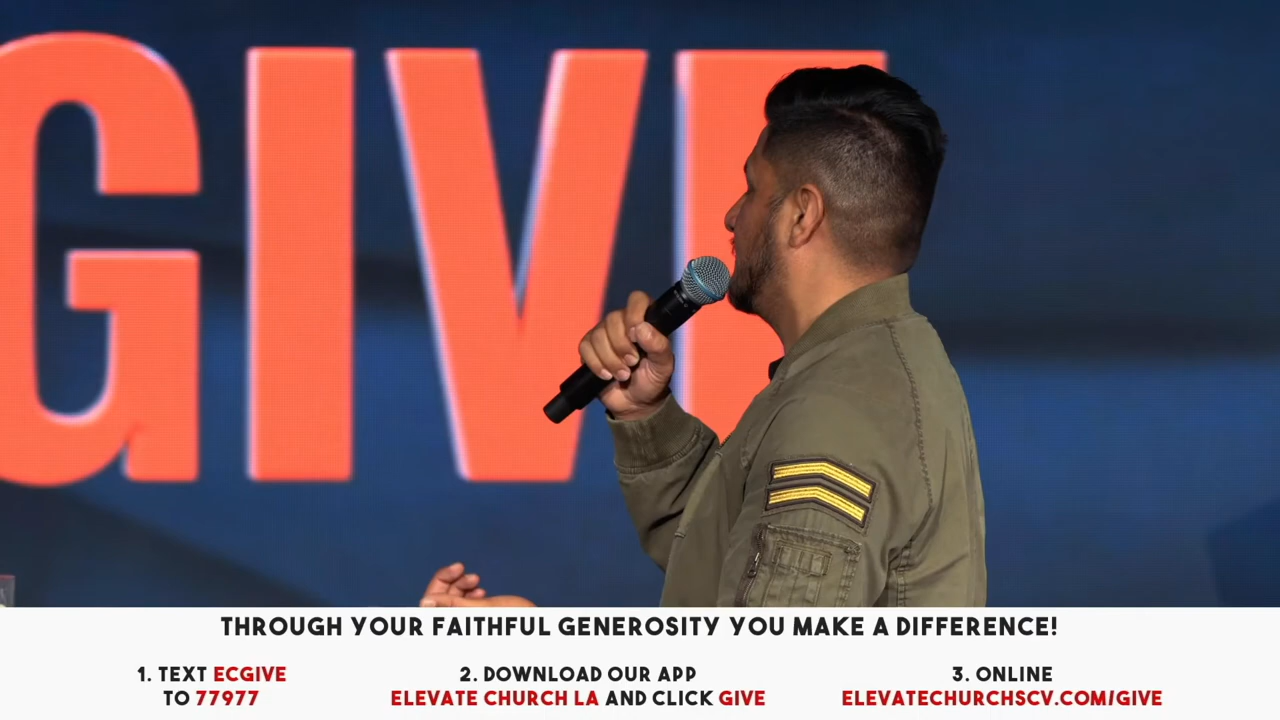 GIVE
THROUGH YOUR FAITHFUL GENEROSITY YOU MAKE A DIFFERENCE!
1. TEXT ECGIVE
TO 77977
2. DOWNLOAD OUR APP
ELEVATE CHURCH LA AND CLICK GIVE
3. ONLINE
ELEVATECHURCHSCV.COM/GIVE